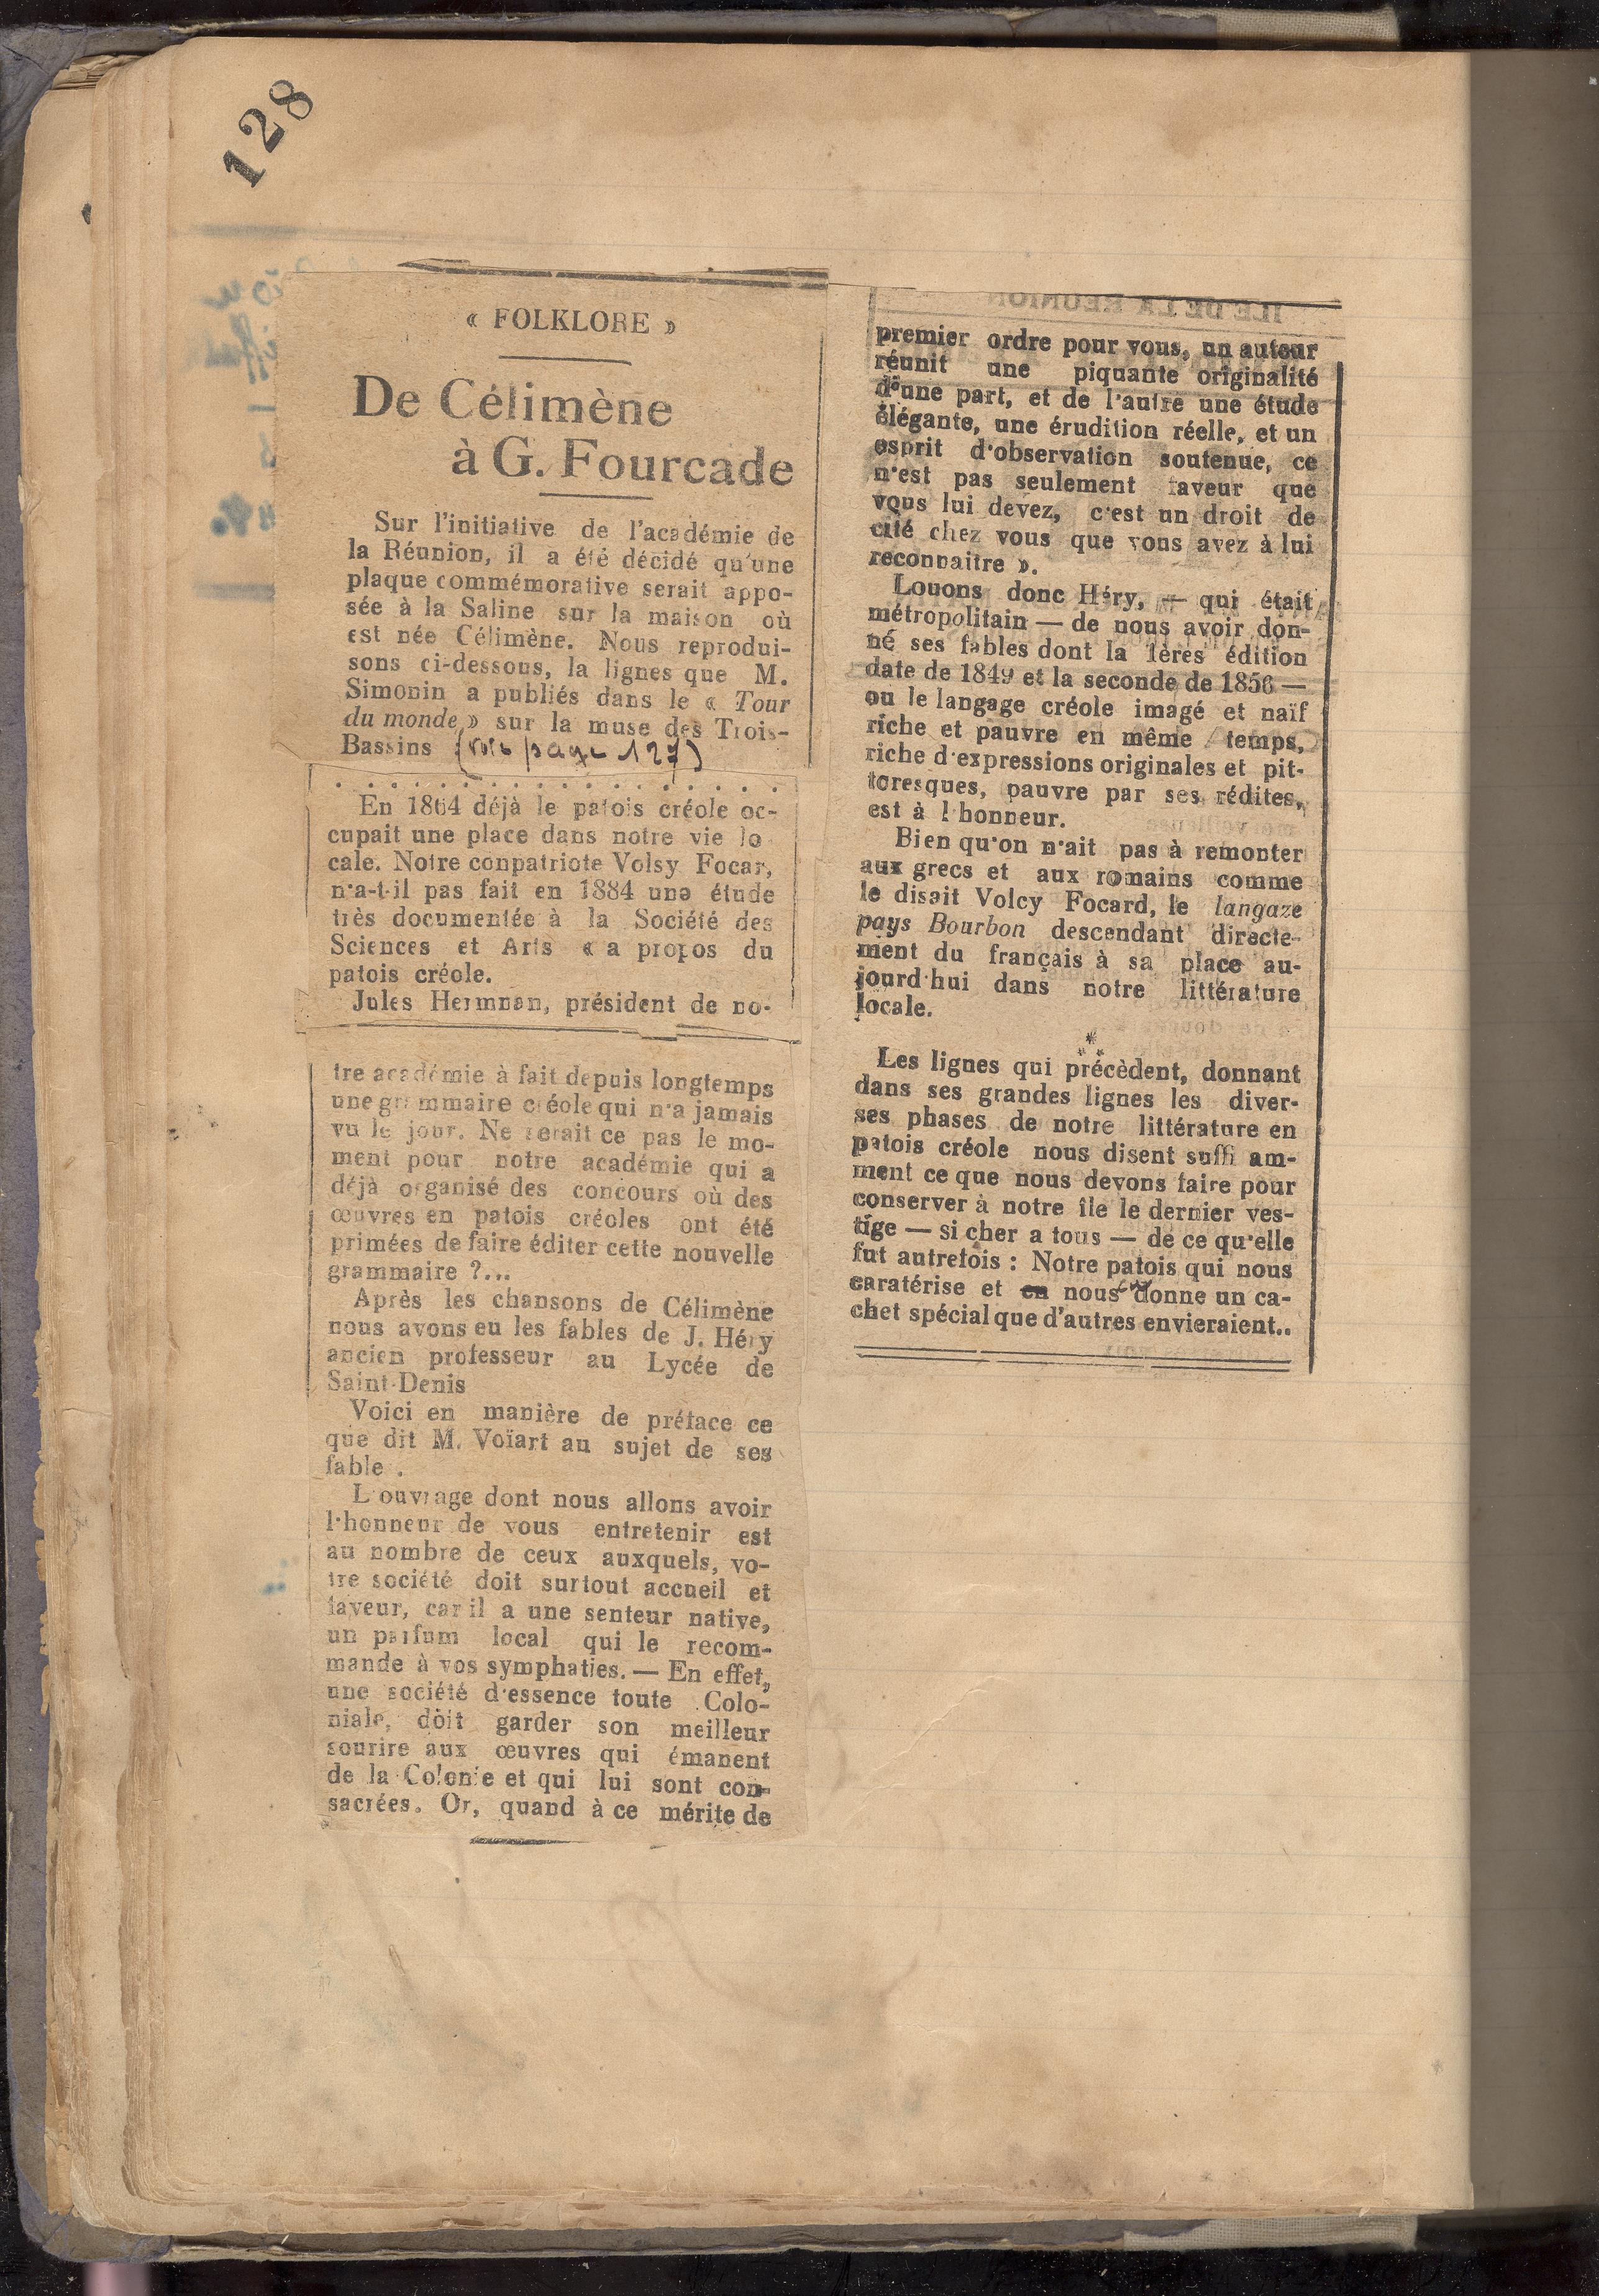 128
« FOLKLORE »
De Célimène
à G. Fourcade
Sur l'initiative de l'académie de
la Réunion, il a été décidé qu'une
plaque commémorative serait appo-
sée à la Saline sur la maison où
est née Célimène. Nous reprodui-
sons ci-dessous, la lignes que M.
Simonin a publiés dans le « Tour
du monde » sur la muse des Trois-
Bassins (voir page 127)
. . . . . . . . . . . . . . . . . .
En 1864 déjà le patois créole oc-
cupait une place dans notre vie lo
cale. Notre conpatriote Volsy Focar,
n'a-t-il pas fait en 1884 une étude
très documentée à la Société des
Sciences et Arts « a propos du
patois créole.
Jules Hermnan, président de no-
tre académie à fait depuis longtemps
une grammaire créole qui n'a jamais
vu le jour. Ne serait ce pas le mo-
ment pour notre académie qui a
déjà organisé des concours où des
œuvres en patois créoles ont été
primées de faire éditer cette nouvelle
grammaire ?...
Après les chansons de Célimène
nous avons eu les fables de J. Héry
ancien professeur au Lycée de
Saint-Denis
Voici en manière de préface ce
que dit M. Voïart au sujet de ses
fable .
L'ouvrage dont nous allons avoir
l'honneur de vous entretenir est
au nombre de ceux auxquels, vo-
tre société doit surtout accueil et
faveur, car il a une senteur native,
un parfum local qui le recom-
mande à vos symphaties. — En effet,
une société d'essence toute Colo-
niale, doit garder son meilleur
sourire aux œuvres qui émanent
de la Colonie et qui lui sont con-
sacrées. Or, quand à ce mérite de
premier ordre pour vous, un auteur
réunit une piquante originalité
d'une part, et de l'autre une étude
élégante, une érudition réelle, et un
esprit d'observation soutenue, ce
n'est pas seulement faveur que
vous lui devez, c'est un droit de
cité chez vous que vous avez à lui
reconnaitre ».
Louons donc Héry, — qui était
métropolitain — de nous avoir don-
né ses fables dont la 1ères édition
date de 1849 et la seconde de 1856 —
ou le langage créole imagé et naïf
riche et pauvre en même temps,
riche d'expressions originales et pit-
toresques, pauvre par ses rédites,
est à l'honneur.
Bien qu'on n'ait pas à remonter
aux grecs et aux romains comme
le disait Volcy Focard, le langaze
pays Bourbon descendant directe-
ment du français à sa place au-
jourd'hui dans notre littérature
locale.
* * *
Les lignes qui précèdent, donnant
dans ses grandes lignes les diver-
ses phases de notre littérature en
patois créole nous disent suffi am-
ment ce que nous devons faire pour
conserver à notre île le dernier ves-
tige — si cher a tous — de ce qu'elle
fut autrefois : Notre patois qui nous
caratérise et en nous donne un ca-
chet spécial que d'autres envieraient..